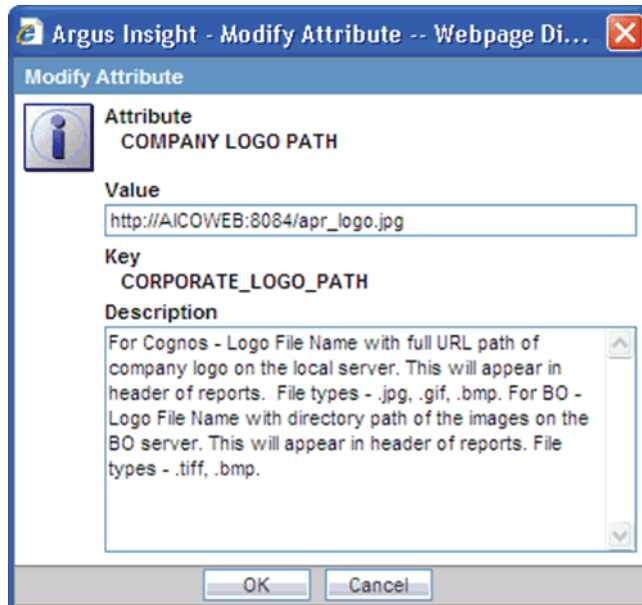 Argus Insight - Modify Attribute -- Webpage Di...
Modify Attribute
Attribute
COMPANY LOGO PATH
Value
http://AICOWEB:8084/apr_logo.jpg
Key
CORPORATE_LOGO_PATH
Description
For Cognos - Logo File Name with full URL path of
company logo on the local server. This will appear in
header of reports.  File types - .jpg, .gif, .bmp. For BO -
Logo File Name with directory path of the images on the
BO server. This will appear in header of reports. File
types - .tiff, .bmp.
OK Cancel